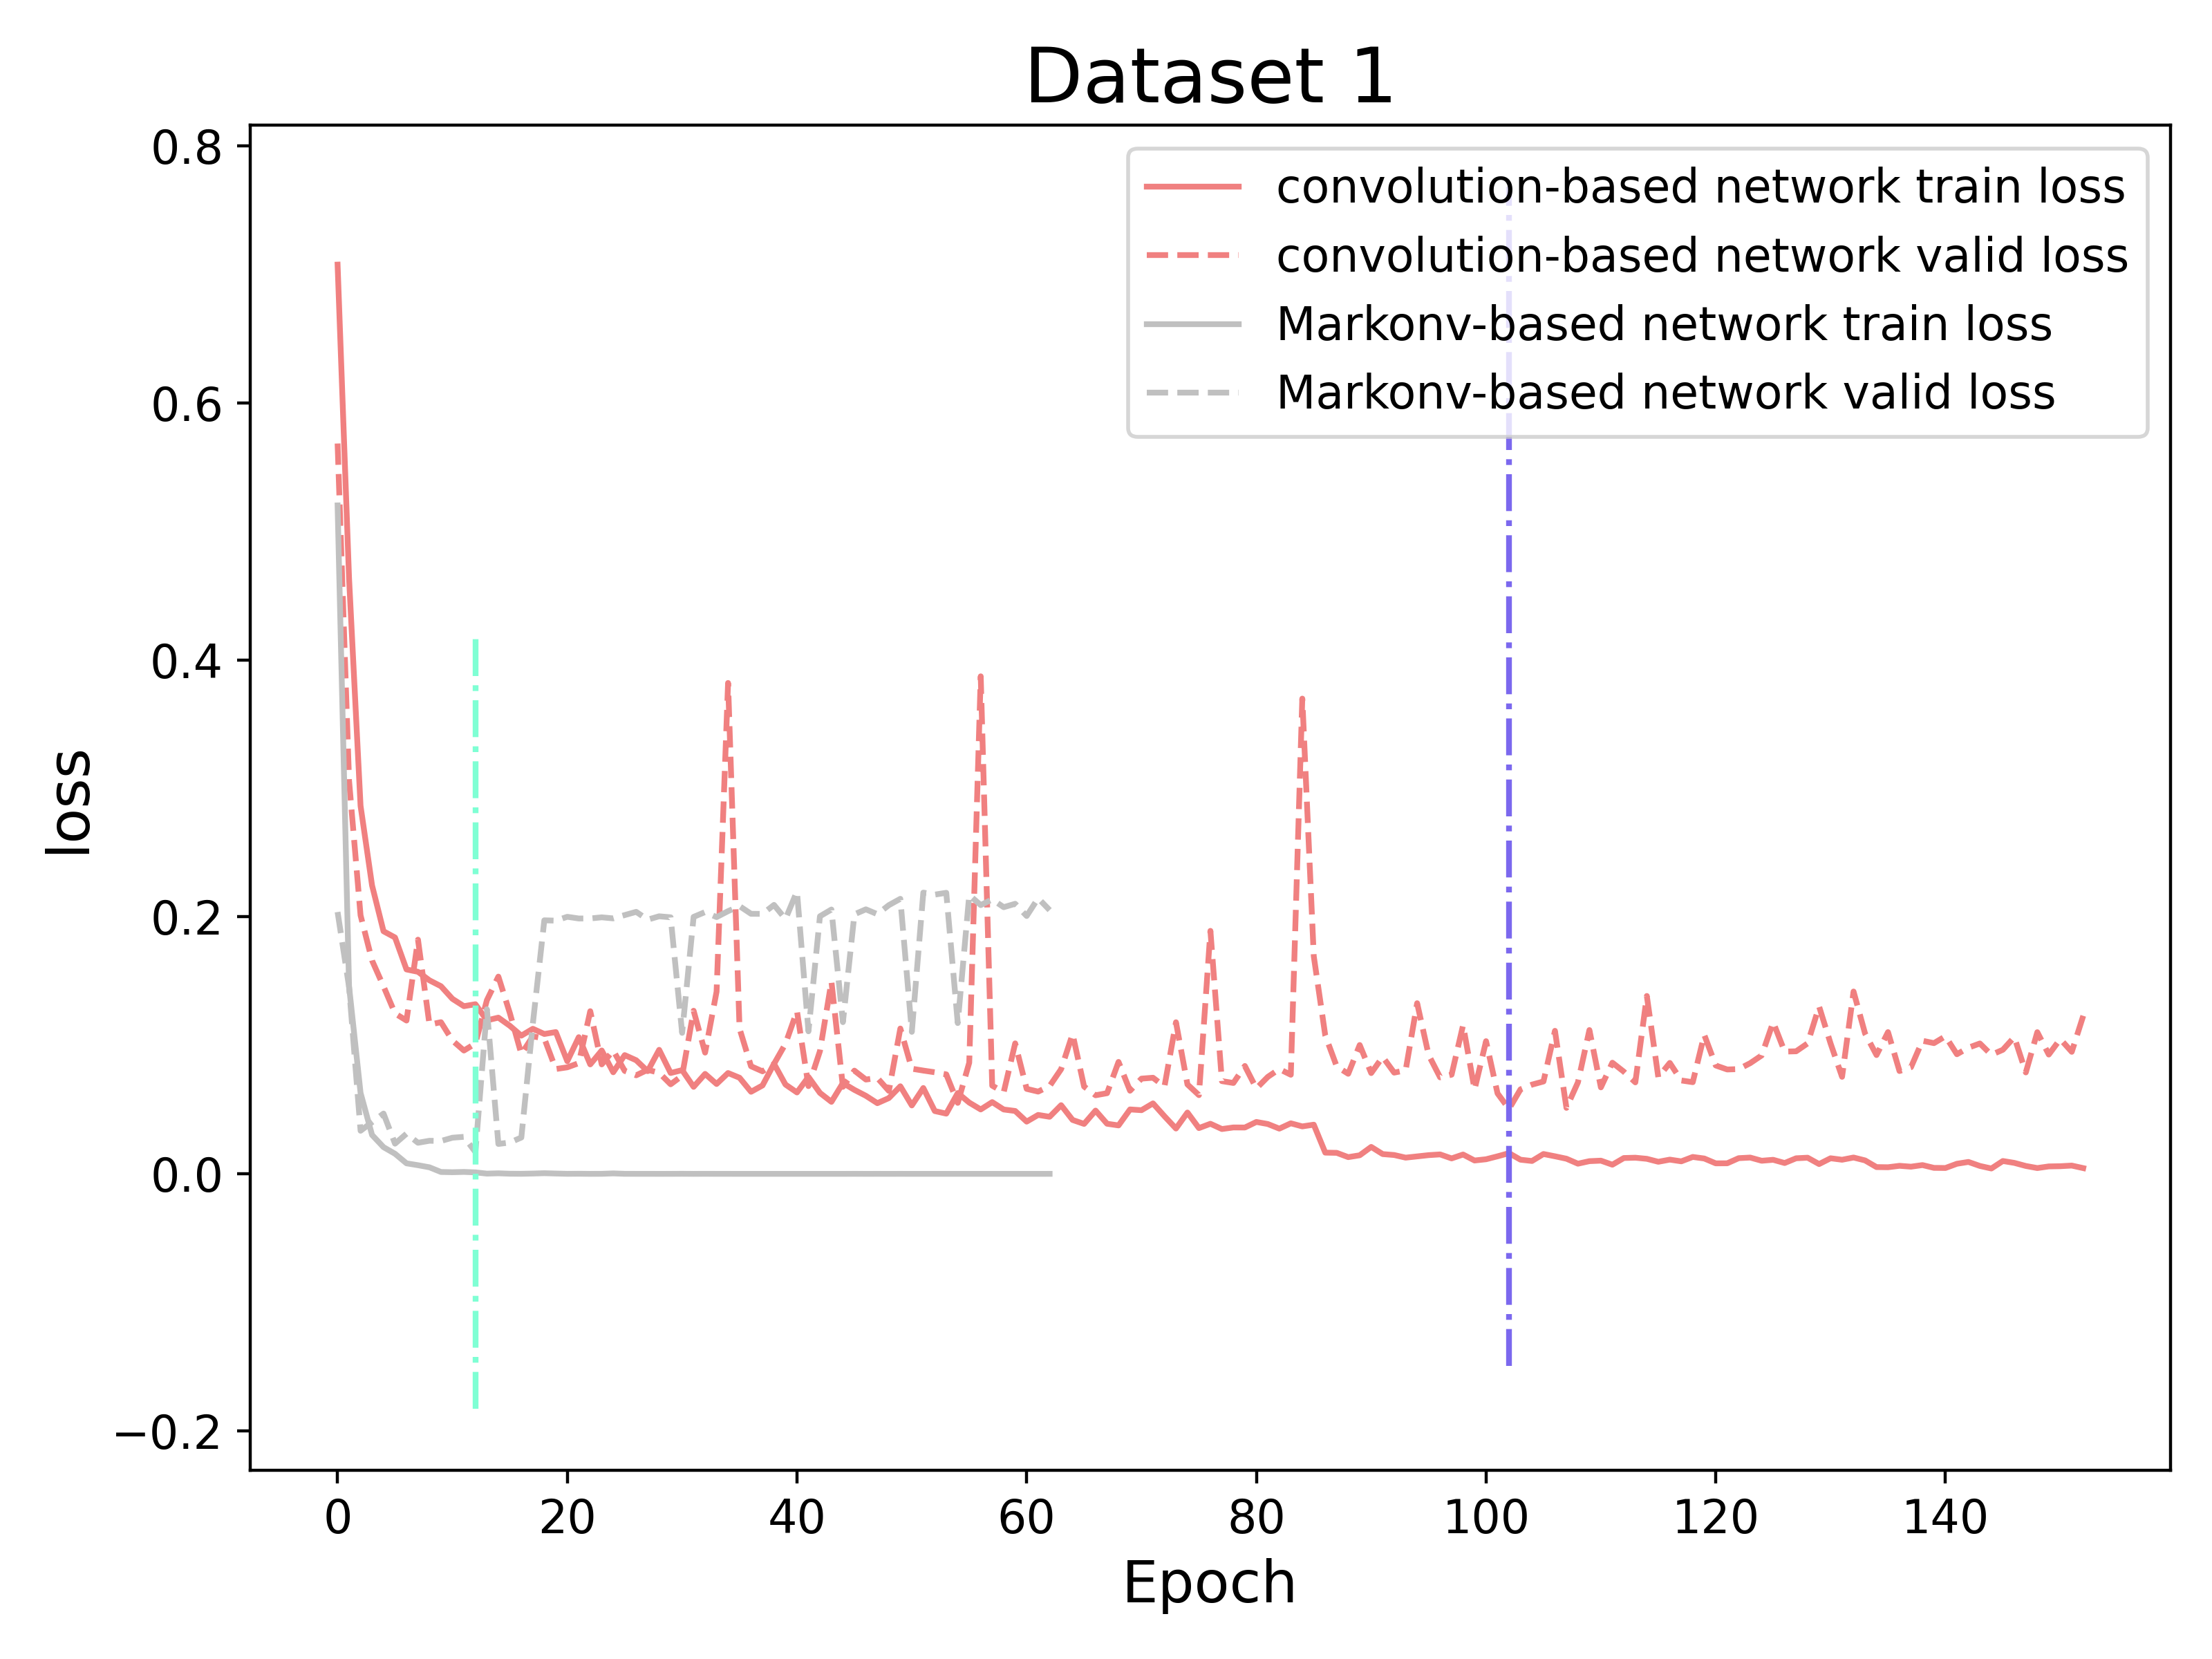 Dataset 1
0.8
0.6
0.4
0.2
0.0
−0.2
loss
convolution-based network train loss
convolution-based network valid loss
Markonv-based network train loss
Markonv-based network valid loss
0 20 40 60 80 100 120 140
Epoch